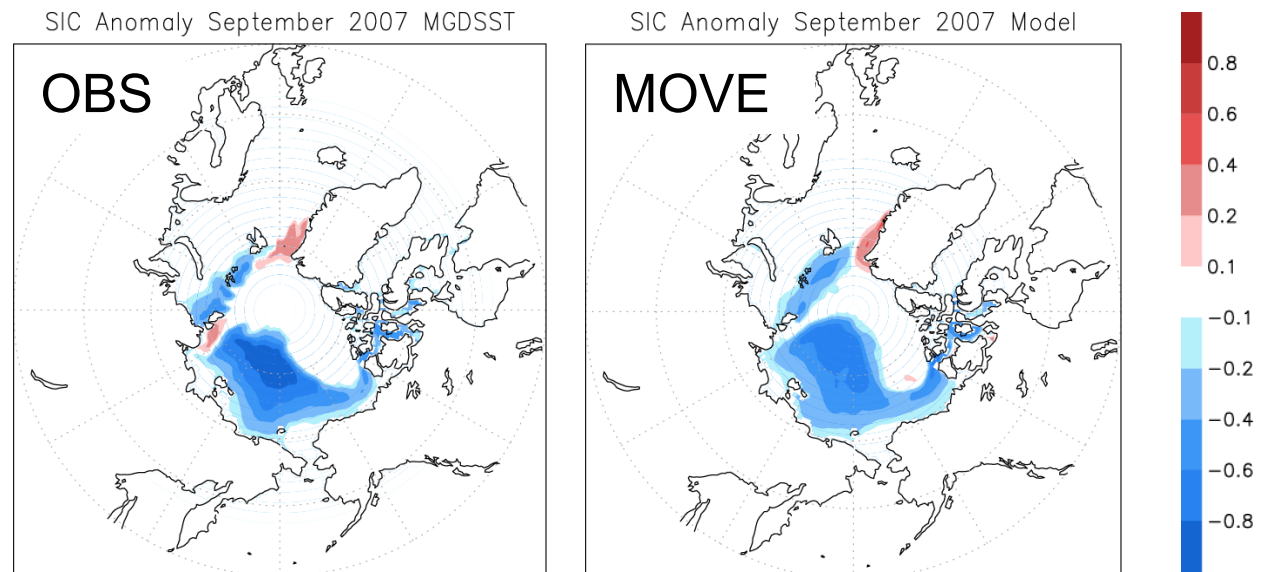 SIC Anomaly September 2007 MGDSST
SIC Anomaly September 2007 Model
OBS
MOVE
0.8
0.6
0.4
0.2
0.1
−0.1
−0.2
−0.4
−0.6
−0.8